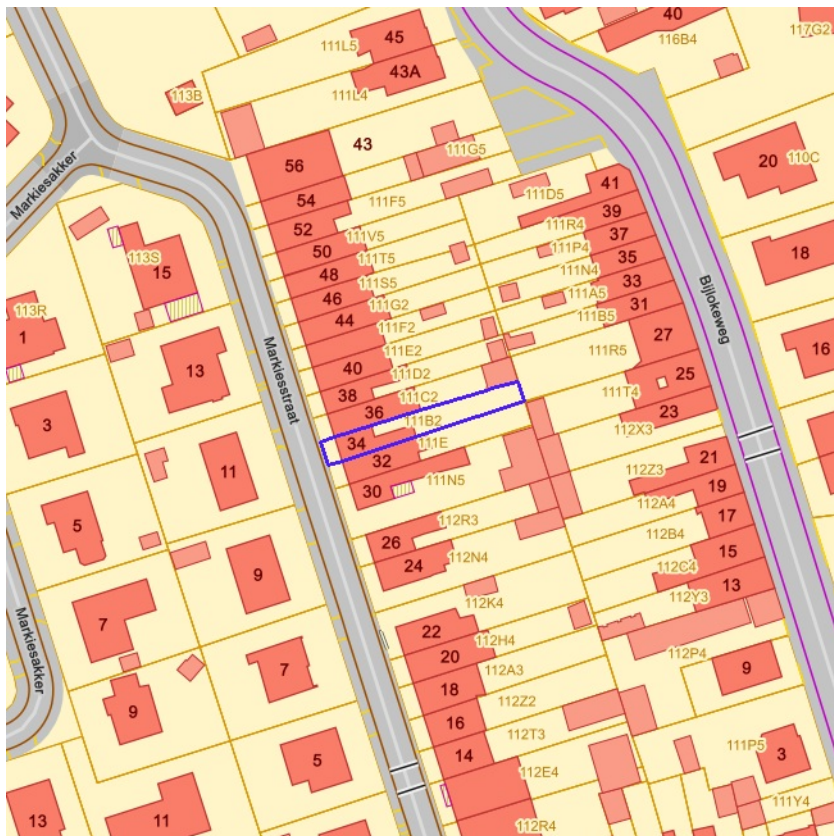 45
40
117G2
111L5
116B4
43A
113B
111L4
43
111G5
56
20
110C
Markiesakker
41
111D5
54
111F5
39
111R4
52
37
111V5
111P4
113S
50
35
18
111T5
111N4
15
48
33
111S5
111A5
46
31
Bijlokeweg
113R
111G2
111B5
44
27
1
111F2
16
111E2
111R5
Markiesstraat
40
13
111D2
25
38
111C2
111T4
36
23
3
111B2
34
111E
112X3
32
21
11
111N5
112Z3
30
19
112A4
17
5
112R3
112B4
26
15
24
112N4
112C4
9
13
112K4
112Y3
7
22
112H4
Markiesakker
20
112P4
7
112A3
9
18
112Z2
9
16
112T3
111P5
3
14
5
112E4
111Y4
13
11
112R4